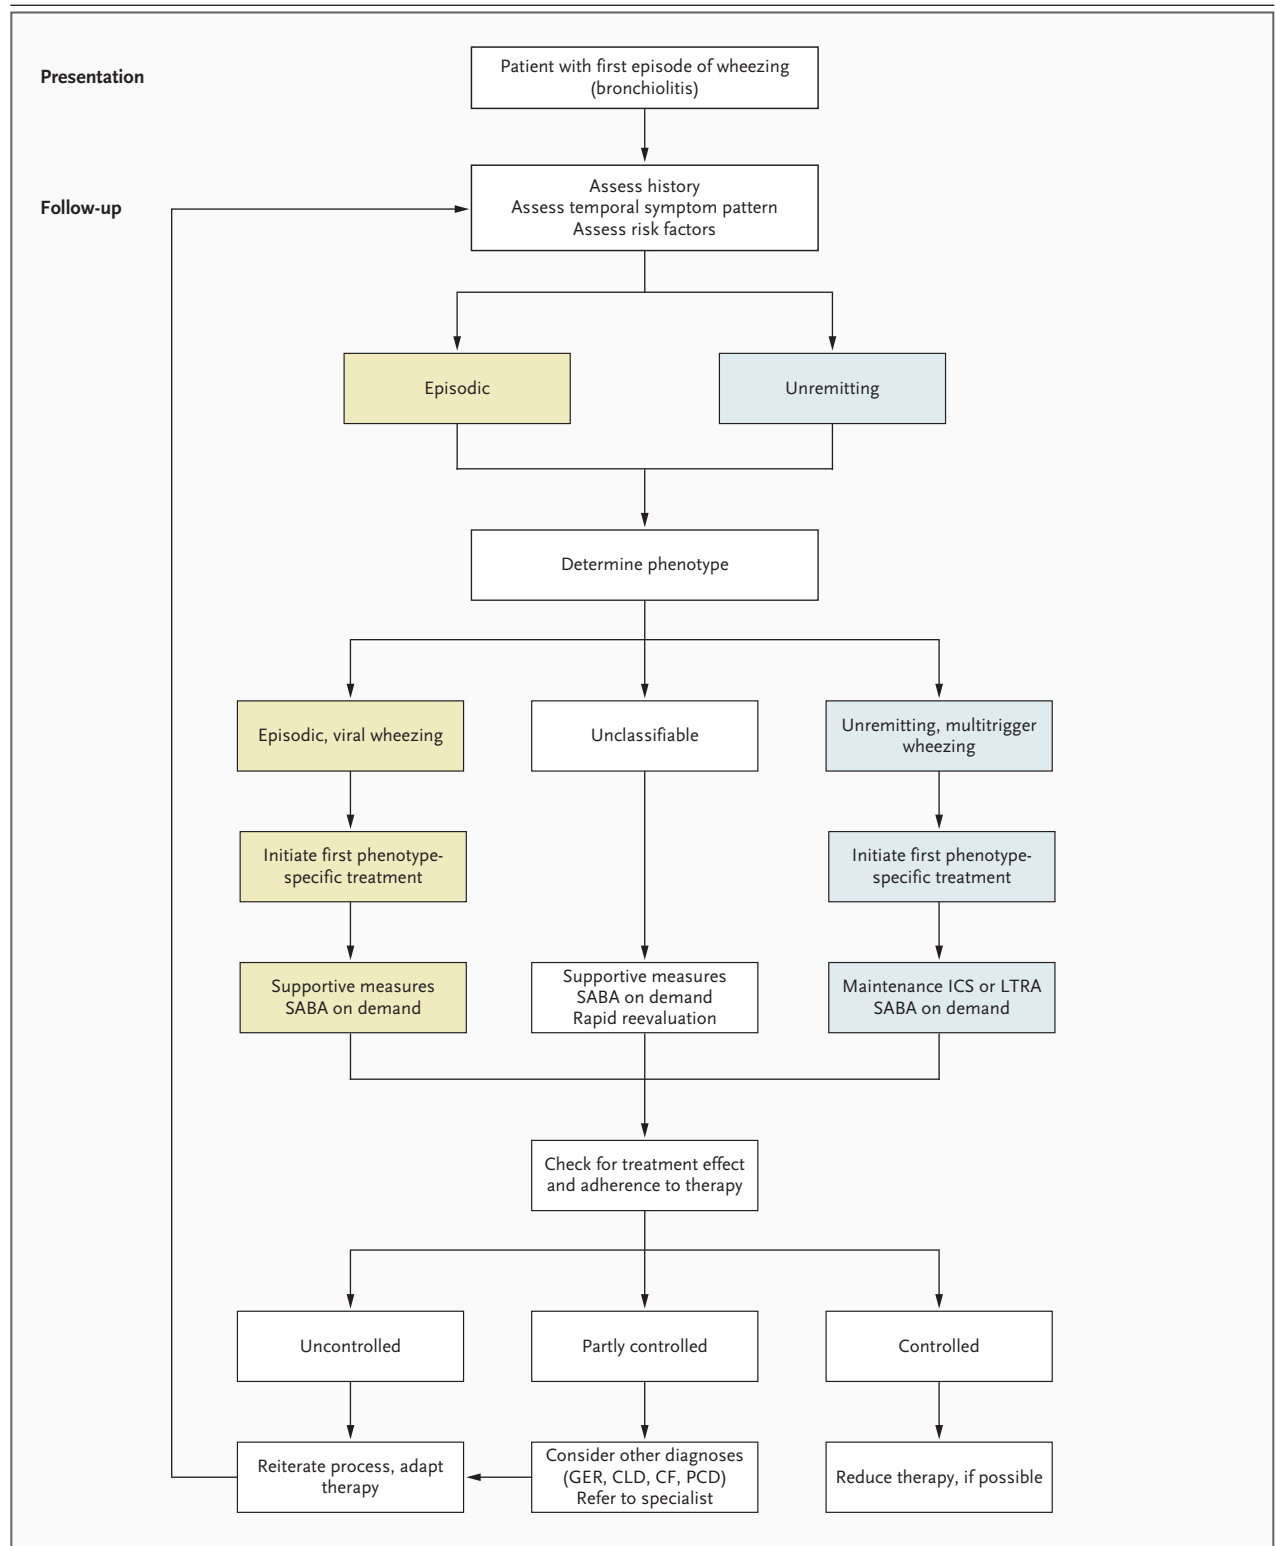 Presentation
Patient with first episode of wheezing
(bronchiolitis)
Follow-up
Assess history
Assess temporal symptom pattern
Assess risk factors
Episodic
Unremitting
Determine phenotype
Episodic, viral wheezing
Unclassifiable
Unremitting, multitrigger
wheezing
Initiate first phenotype-
specific treatment
Initiate first phenotype-
specific treatment
Supportive measures
SABA on demand
Supportive measures
SABA on demand
Rapid reevaluation
Maintenance ICS or LTRA
SABA on demand
Check for treatment effect
and adherence to therapy
Uncontrolled
Partly controlled
Controlled
Reiterate process, adapt
therapy
Consider other diagnoses
(GER, CLD, CF, PCD)
Refer to specialist
Reduce therapy, if possible